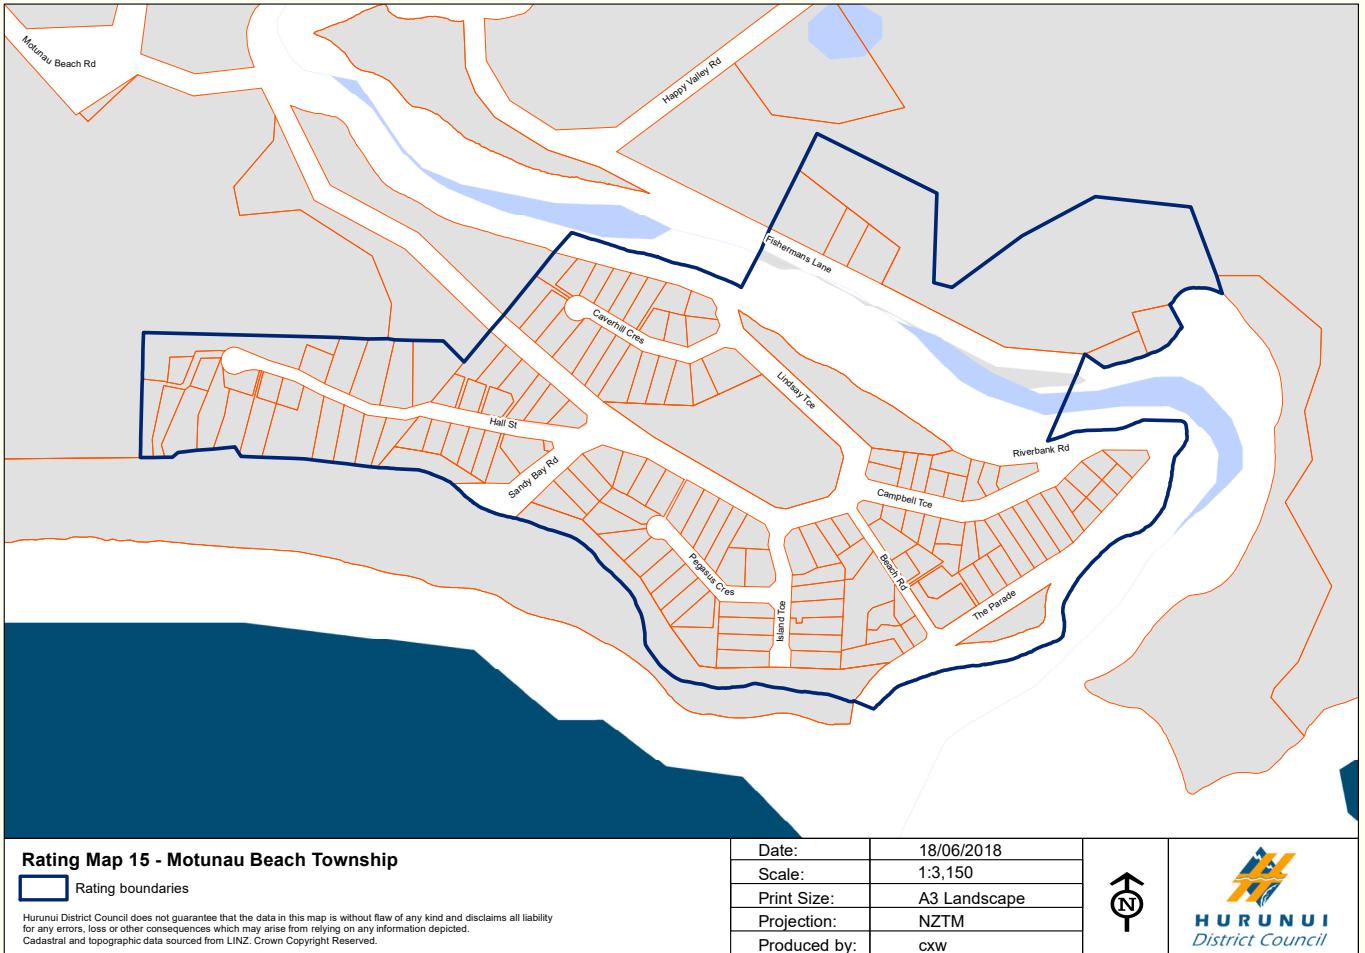 Motunau Beach Rd
Happy Valley Rd
Fishermans Lane
Caverhill Cres
Lindsay Tce
Hall St
Sandy Bay Rd
Riverbank Rd
Campbell Tce
Pegasus Cres
Beach Rd
Island Tce
The Parade
Rating Map 15 - Motunau Beach Township
Rating boundaries
Hurunui District Council does not guarantee that the data in this map is without flaw of any kind and disclaims all liability
for any errors, loss or other consequences which may arise from relying on any information depicted.
Cadastral and topographic data sourced from LINZ. Crown Copyright Reserved.
Date: 18/06/2018
Scale: 1:3,150
Print Size: A3 Landscape
Projection: NZTM
Produced by: cxw
N
HURUNUI
District Council